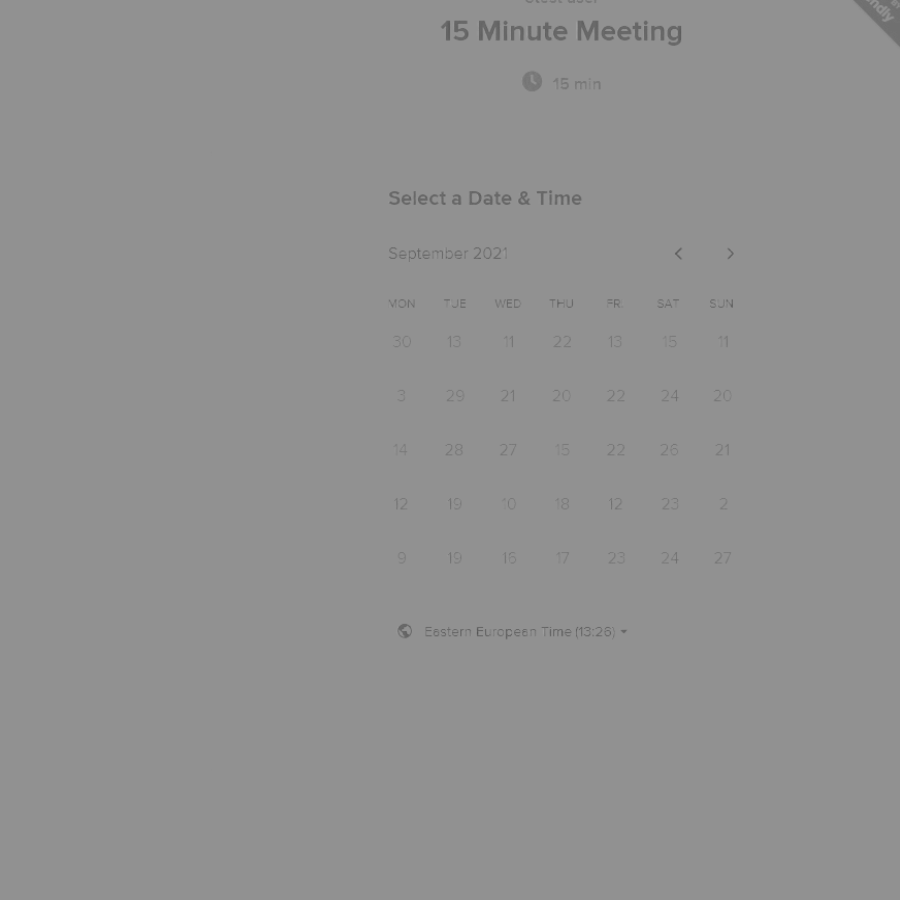 15 Minute Meeting
15 min
Select a Date & Time
September 2021
MON TUE WED THU FRI SAT SUN
30 13 11 22 13 15 11
3 29 21 20 22 24 20
14 28 27 15 22 26 21
12 19 10 18 12 23 2
9 19 16 17 23 24 27
Eastern European Time (13:26)